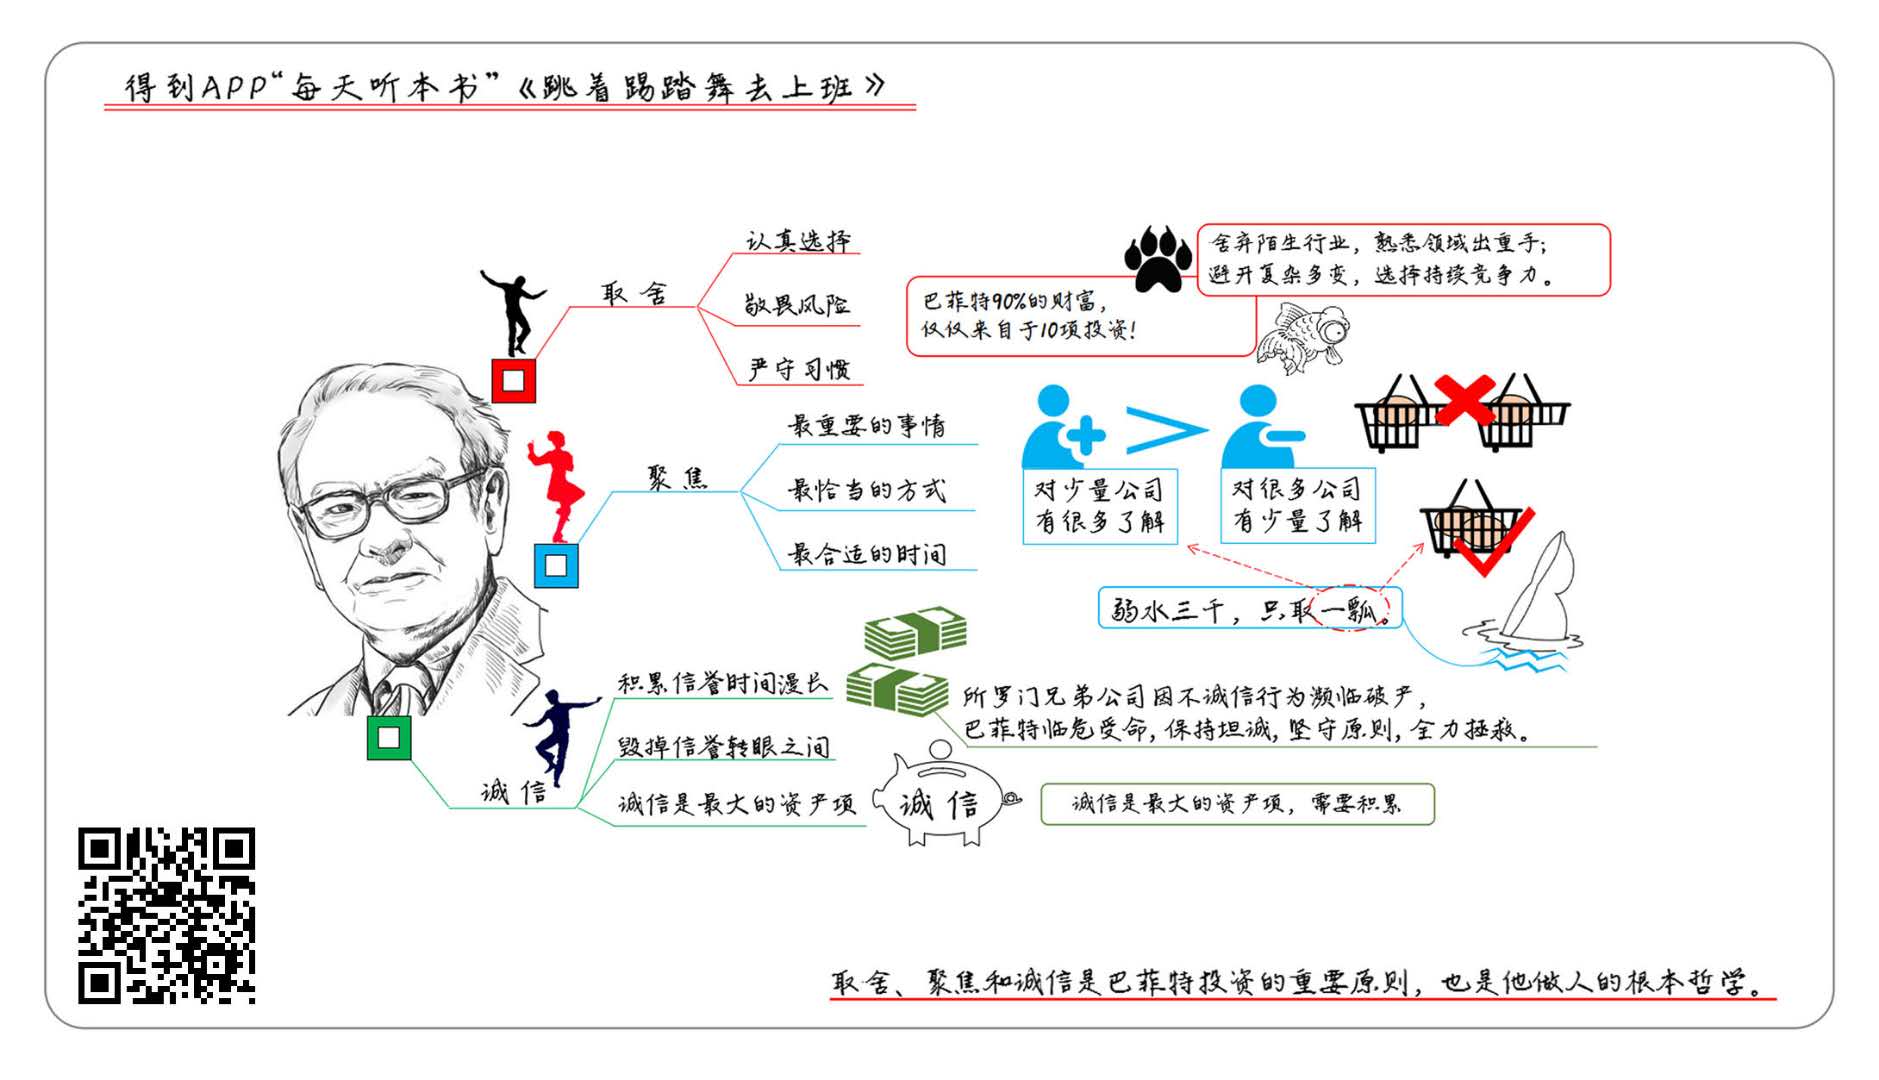 得到APP“每天听本书”《跳着踢踏舞去上班》
取舍
认真选择
敬畏风险
严守习惯
舍弃陌生行业，熟悉领域出重手；
避开复杂多变，选择持续竞争力。
巴菲特90%的财富，
仅仅来自于10项投资！
聚焦
最重要的事情
最恰当的方式
最合适的时间
对少量公司
有很多了解
对很多公司
有少量了解
弱水三千，只取一瓢。
诚信
积累信誉时间漫长
毁掉信誉转眼之间
诚信是最大的资产项
所罗门兄弟公司因不诚信行为濒临破产，
巴菲特临危受命，保持坦诚，坚守原则，全力拯救。
诚信
诚信是最大的资产项，需要积累
取舍、聚焦和诚信是巴菲特投资的重要原则，也是他做人的根本哲学。